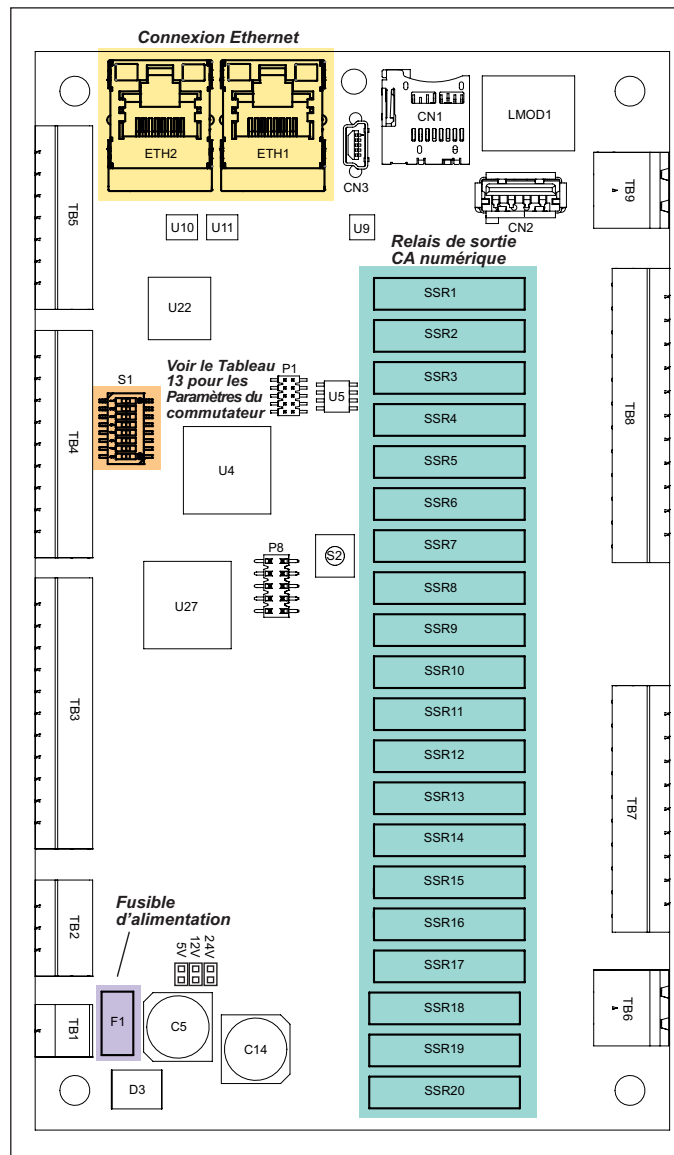 Connexion Ethernet
ETH2
ETH1
CN1
LMOD1
CN3
CN2
TB5
TB9
U10
U11
U9
Relais de sortie
CA numérique
U22
SSR1
SSR2
SSR3
SSR4
SSR5
SSR6
SSR7
SSR8
SSR9
SSR10
SSR11
SSR12
SSR13
SSR14
SSR15
SSR16
SSR17
SSR18
SSR19
SSR20
Voir le Tableau
13 pour les
Paramètres du
commutateur
P1
U5
S1
TB4
TB8
U4
P8
S2
U27
TB3
TB7
Fusible
d'alimentation
TB2
5V
12V
24V
TB1
F1
C5
C14
TB6
D3